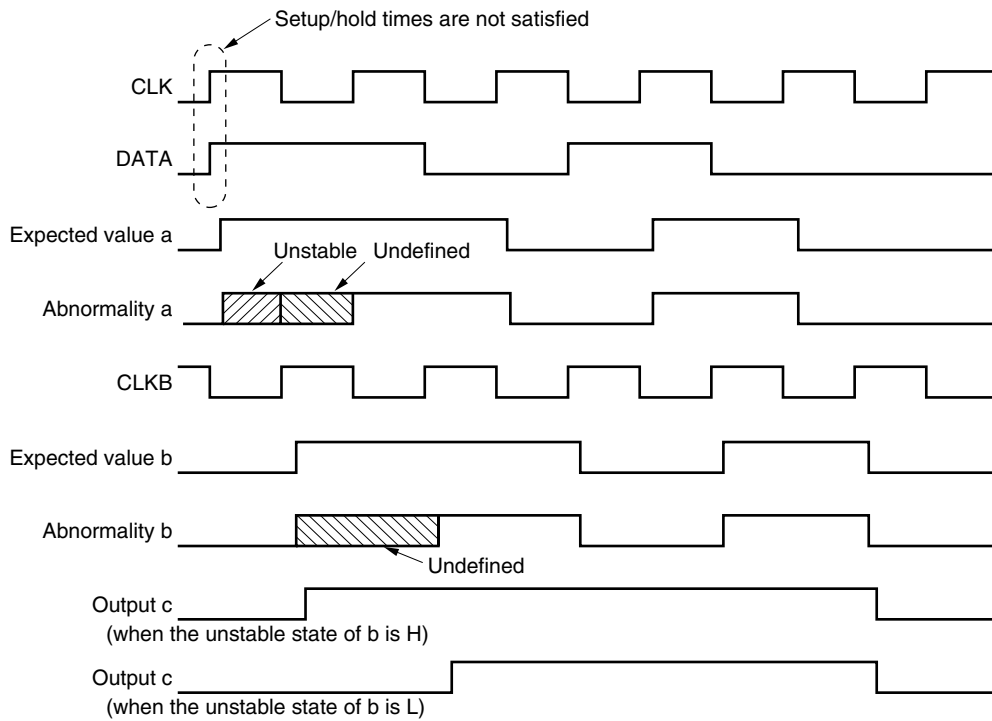 Setup/hold times are not satisfied
CLK
DATA
Expected value a
Unstable
Undefined
Abnormality a
CLKB
Expected value b
Abnormality b
Undefined
Output c
(when the unstable state of b is H)
Output c
(when the unstable state of b is L)